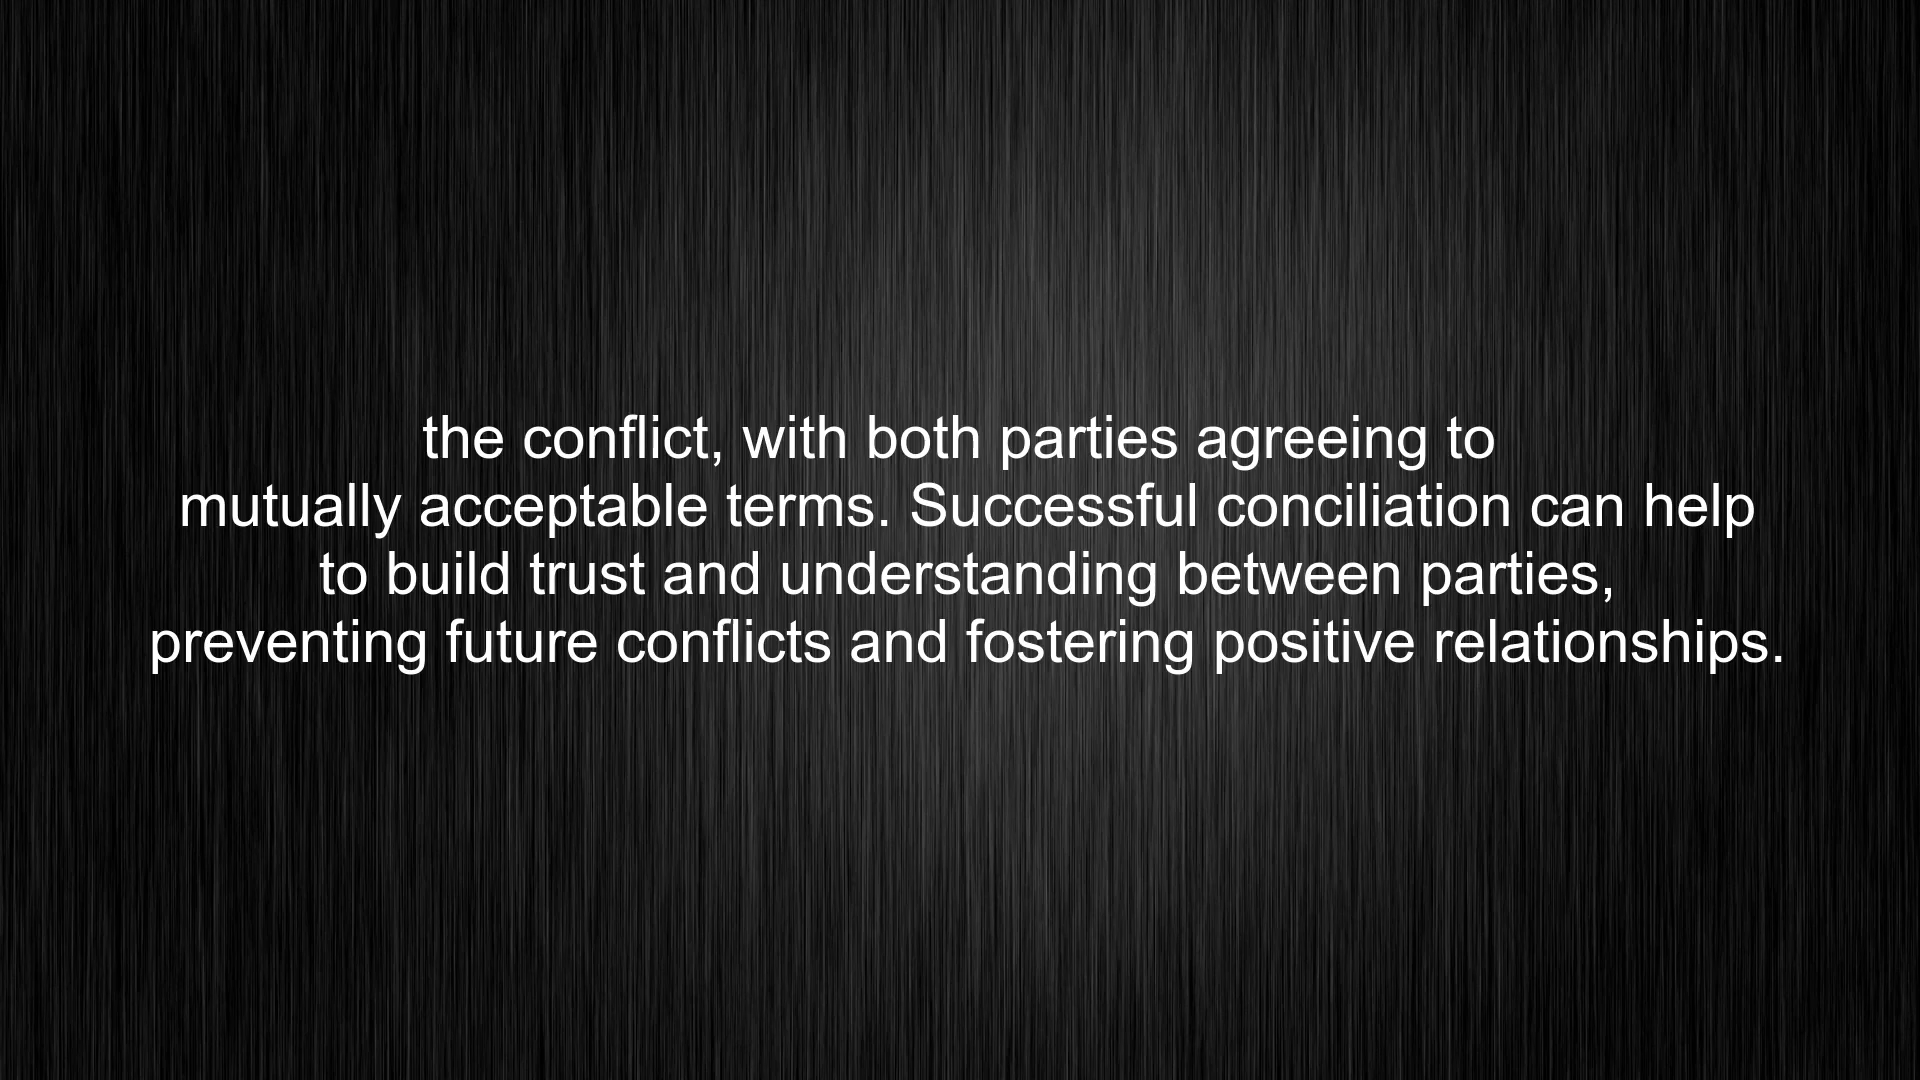 the conflict, with both parties agreeing to
mutually acceptable terms. Successful conciliation can help
to build trust and understanding between parties,
preventing future conflicts and fostering positive relationships.